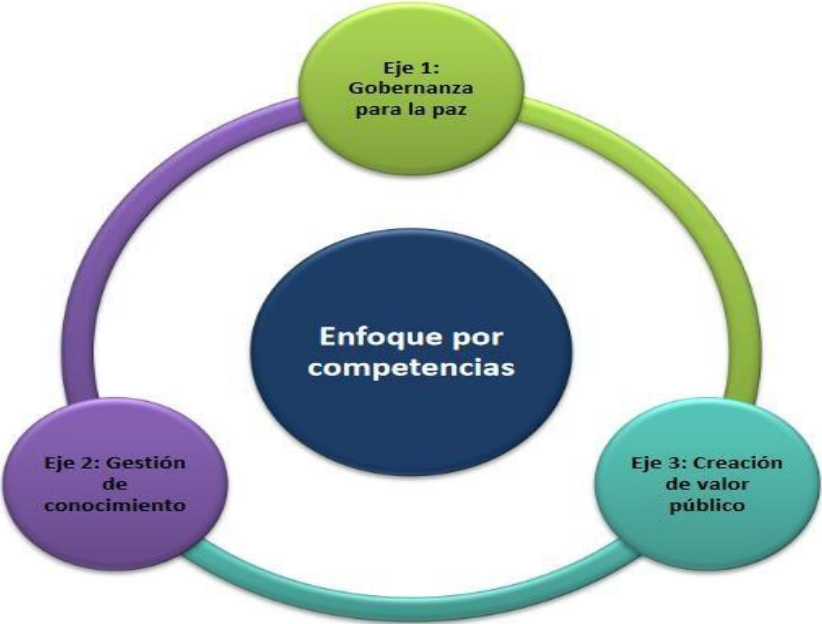 Eje 1:
Gobernanza
para la paz
Enfoque por
competencias
Eje 2: Gestión
de
conocimiento
Eje 3: Creación
de valor
público